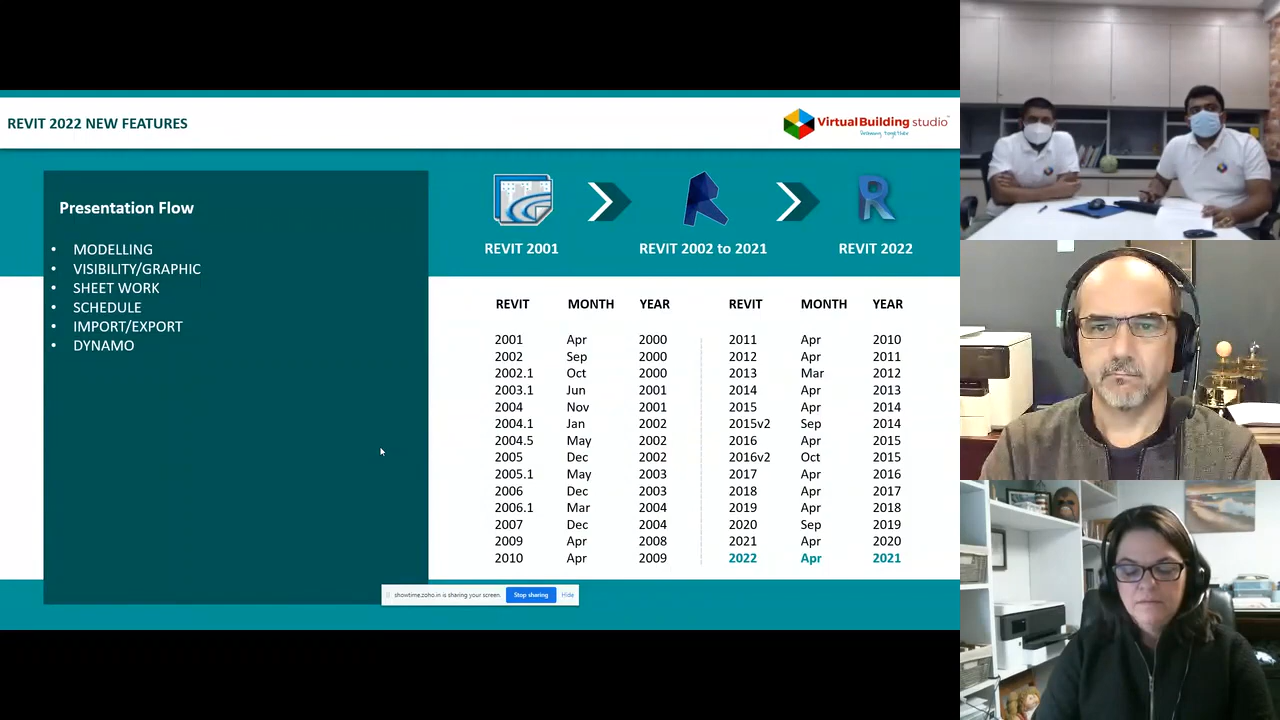 REVIT 2022 NEW FEATURES
VirtualBuilding studio
Drawing Together
Presentation Flow
• MODELLING
• VISIBILITY/GRAPHIC
• SHEET WORK
• SCHEDULE
• IMPORT/EXPORT
• DYNAMO
REVIT 2001
REVIT 2002 to 2021
REVIT 2022
REVIT MONTH YEAR
2001 Apr 2000
2002 Sep 2000
2002.1 Oct 2000
2003.1 Jun 2001
2004 Nov 2001
2004.1 Jan 2002
2004.5 May 2002
2005 Dec 2002
2005.1 May 2003
2006 Dec 2003
2006.1 Mar 2004
2007 Dec 2004
2009 Apr 2008
2010 Apr 2009
REVIT MONTH YEAR
2011 Apr 2010
2012 Apr 2011
2013 Mar 2012
2014 Apr 2013
2015 Apr 2014
2015v2 Sep 2014
2016 Apr 2015
2016v2 Oct 2015
2017 Apr 2016
2018 Apr 2017
2019 Apr 2018
2020 Sep 2019
2021 Apr 2020
2022 Apr 2021
showtime.zoho.in is sharing your screen.
Stop sharing
Hide